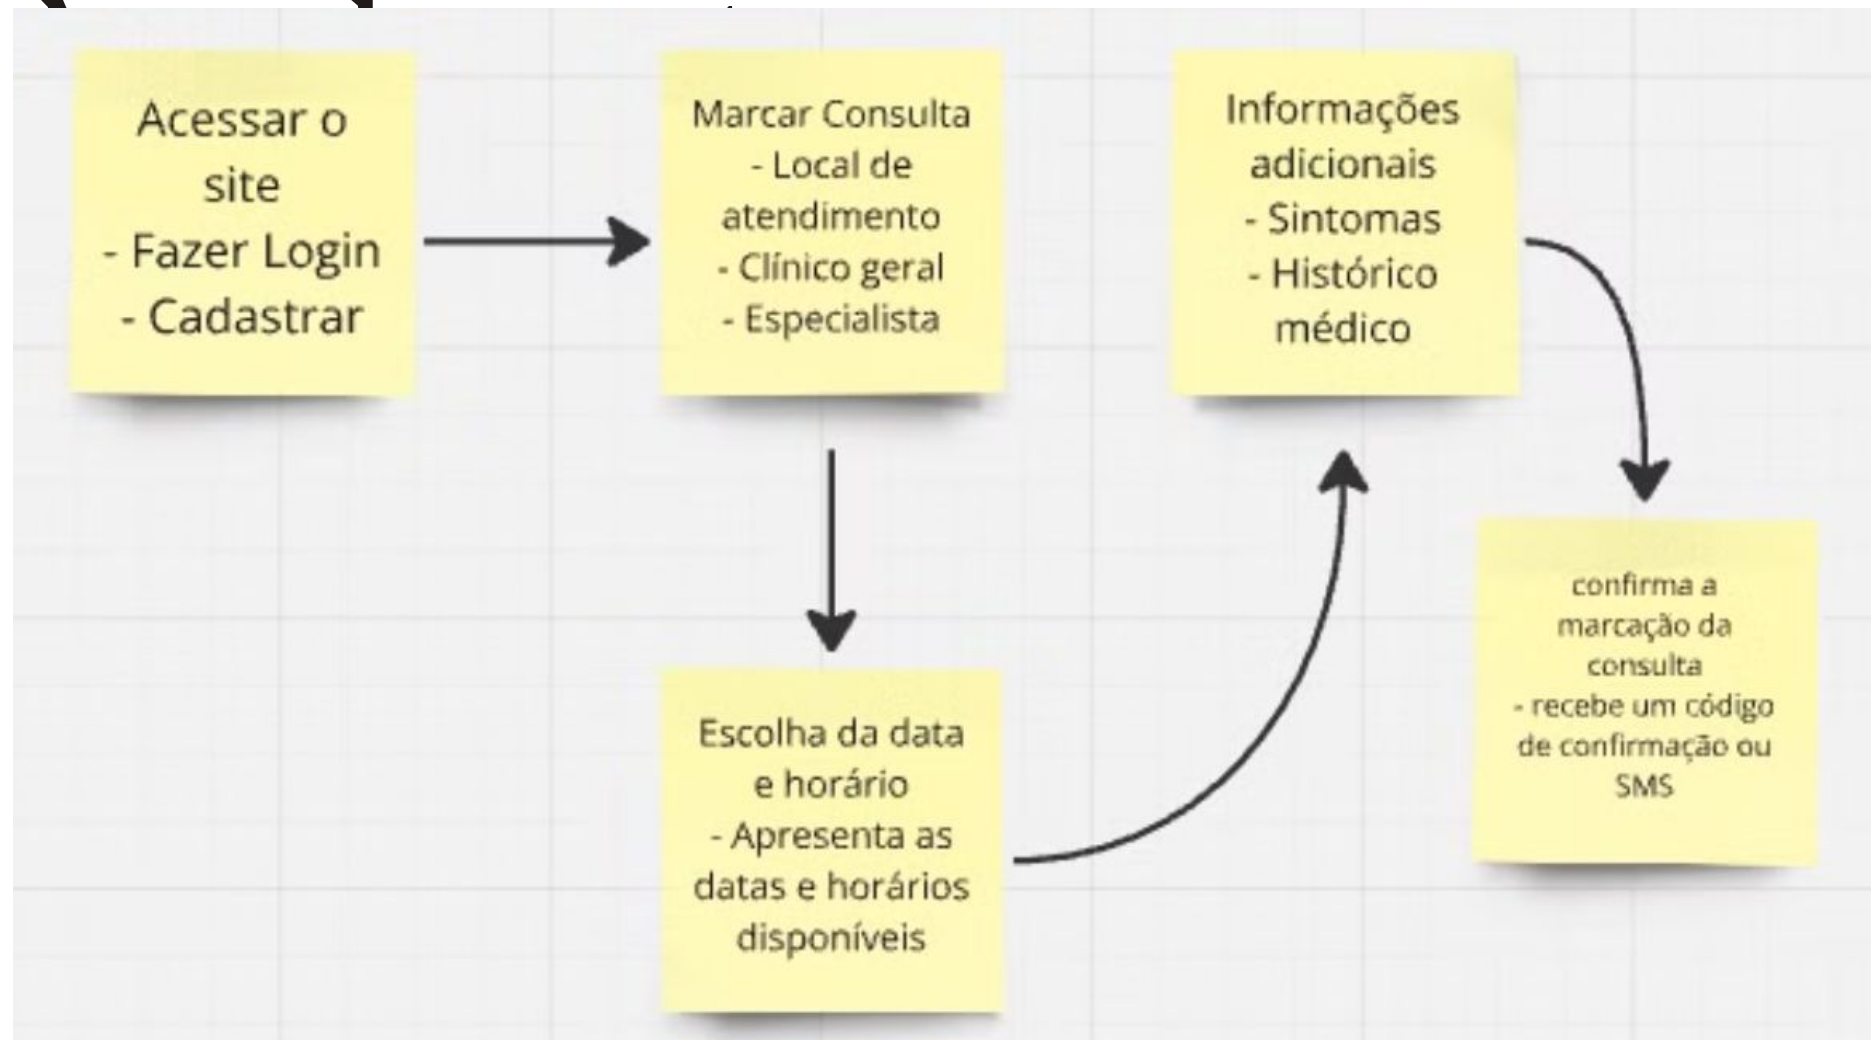 Acessar o
site
- Fazer Login
- Cadastrar
Marcar Consulta
- Local de
atendimento
- Clínico geral
- Especialista
Escolha da data
e horário
- Apresenta as
datas e horários
disponíveis
Informações
adicionais
- Sintomas
- Histórico
médico
confirma a
marcação da
consulta
- recebe um código
de confirmação ou
SMS